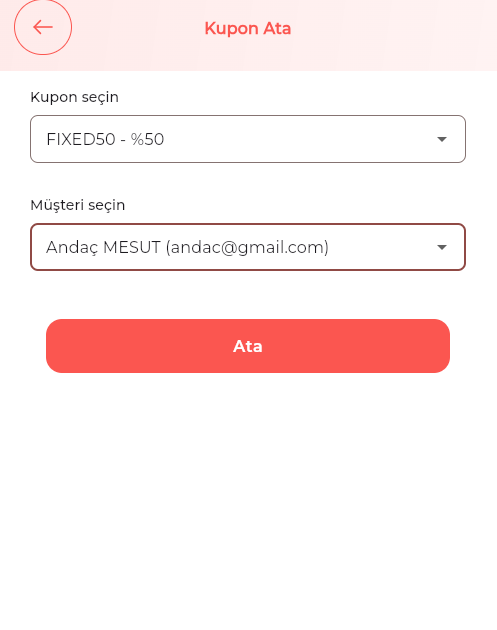 Kupon Ata
Kupon seçin
FIXED50 - %50
Müşteri seçin
Andaç MESUT (andac@gmail.com)
Ata